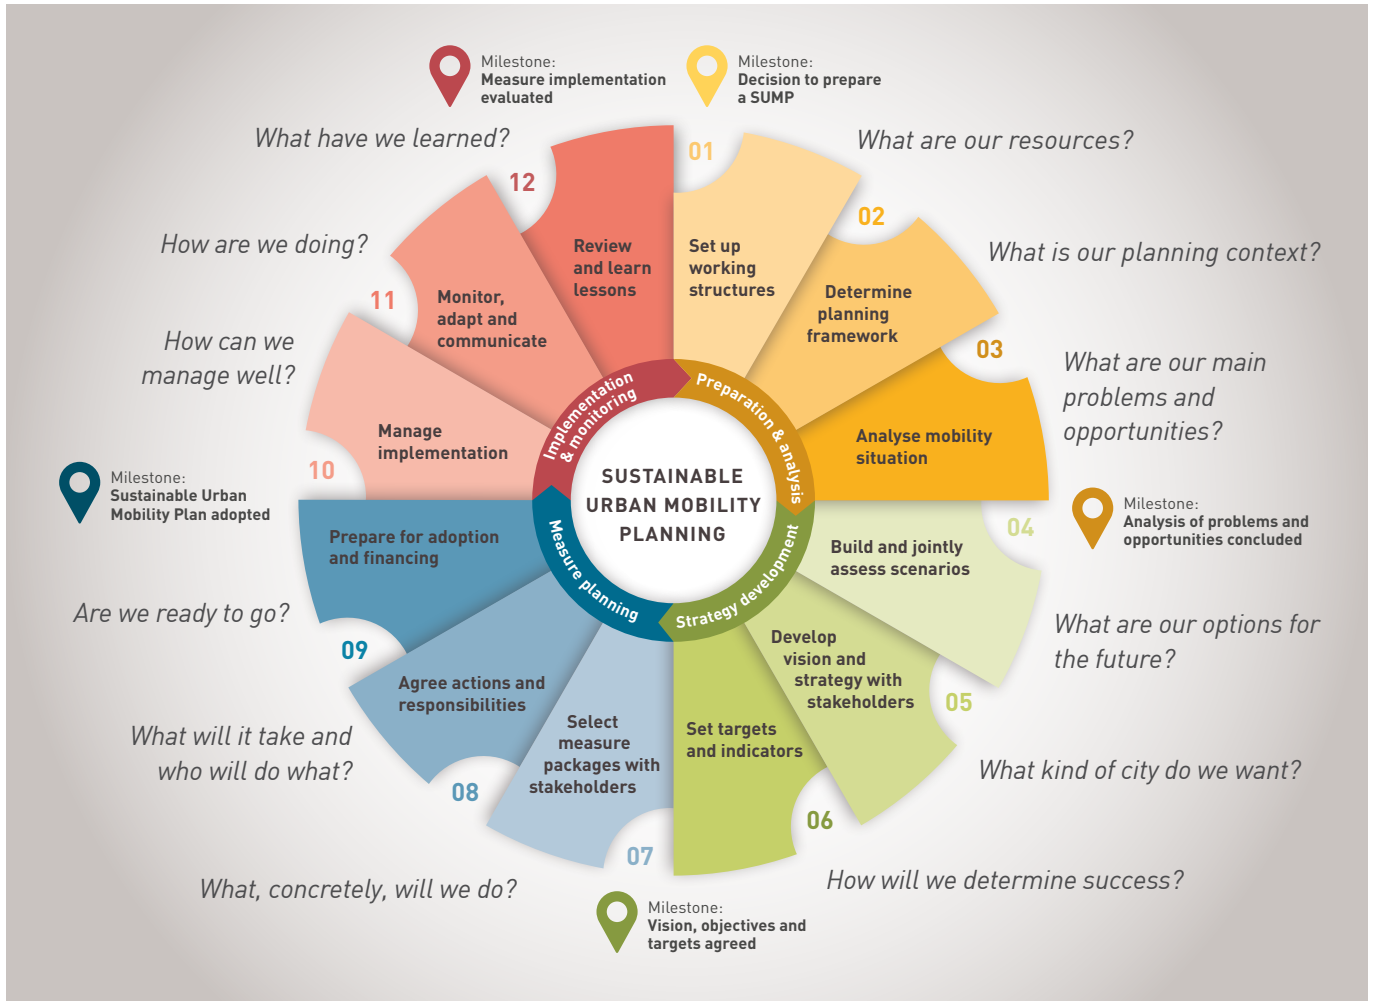 Milestone:
Measure implementation
evaluated
Milestone:
Decision to prepare
a SUMP
What have we learned?
What are our resources?
How are we doing?
What is our planning context?
How can we
manage well?
What are our main
problems and
opportunities?
01
Set up
working
structures
02
Determine
planning
framework
03
Analyse mobility
situation
Milestone:
Analysis of problems and
opportunities concluded
04
Build and jointly
assess scenarios
What are our options for
the future?
05
Develop
vision and
strategy with
stakeholders
What kind of city do we want?
06
Set targets
and indicators
How will we determine success?
Milestone:
Vision, objectives and
targets agreed
07
Select
measure
packages with
stakeholders
What, concretely, will we do?
08
Agree actions and
responsibilities
What will it take and
who will do what?
09
Prepare for adoption
and financing
Are we ready to go?
Milestone:
Sustainable Urban
Mobility Plan adopted
10
Manage
implementation
11
Monitor,
adapt and
communicate
12
Review
and learn
lessons
Preparation & analysis
Strategy development
Measure planning
Implementation
& monitoring
SUSTAINABLE
URBAN MOBILITY
PLANNING